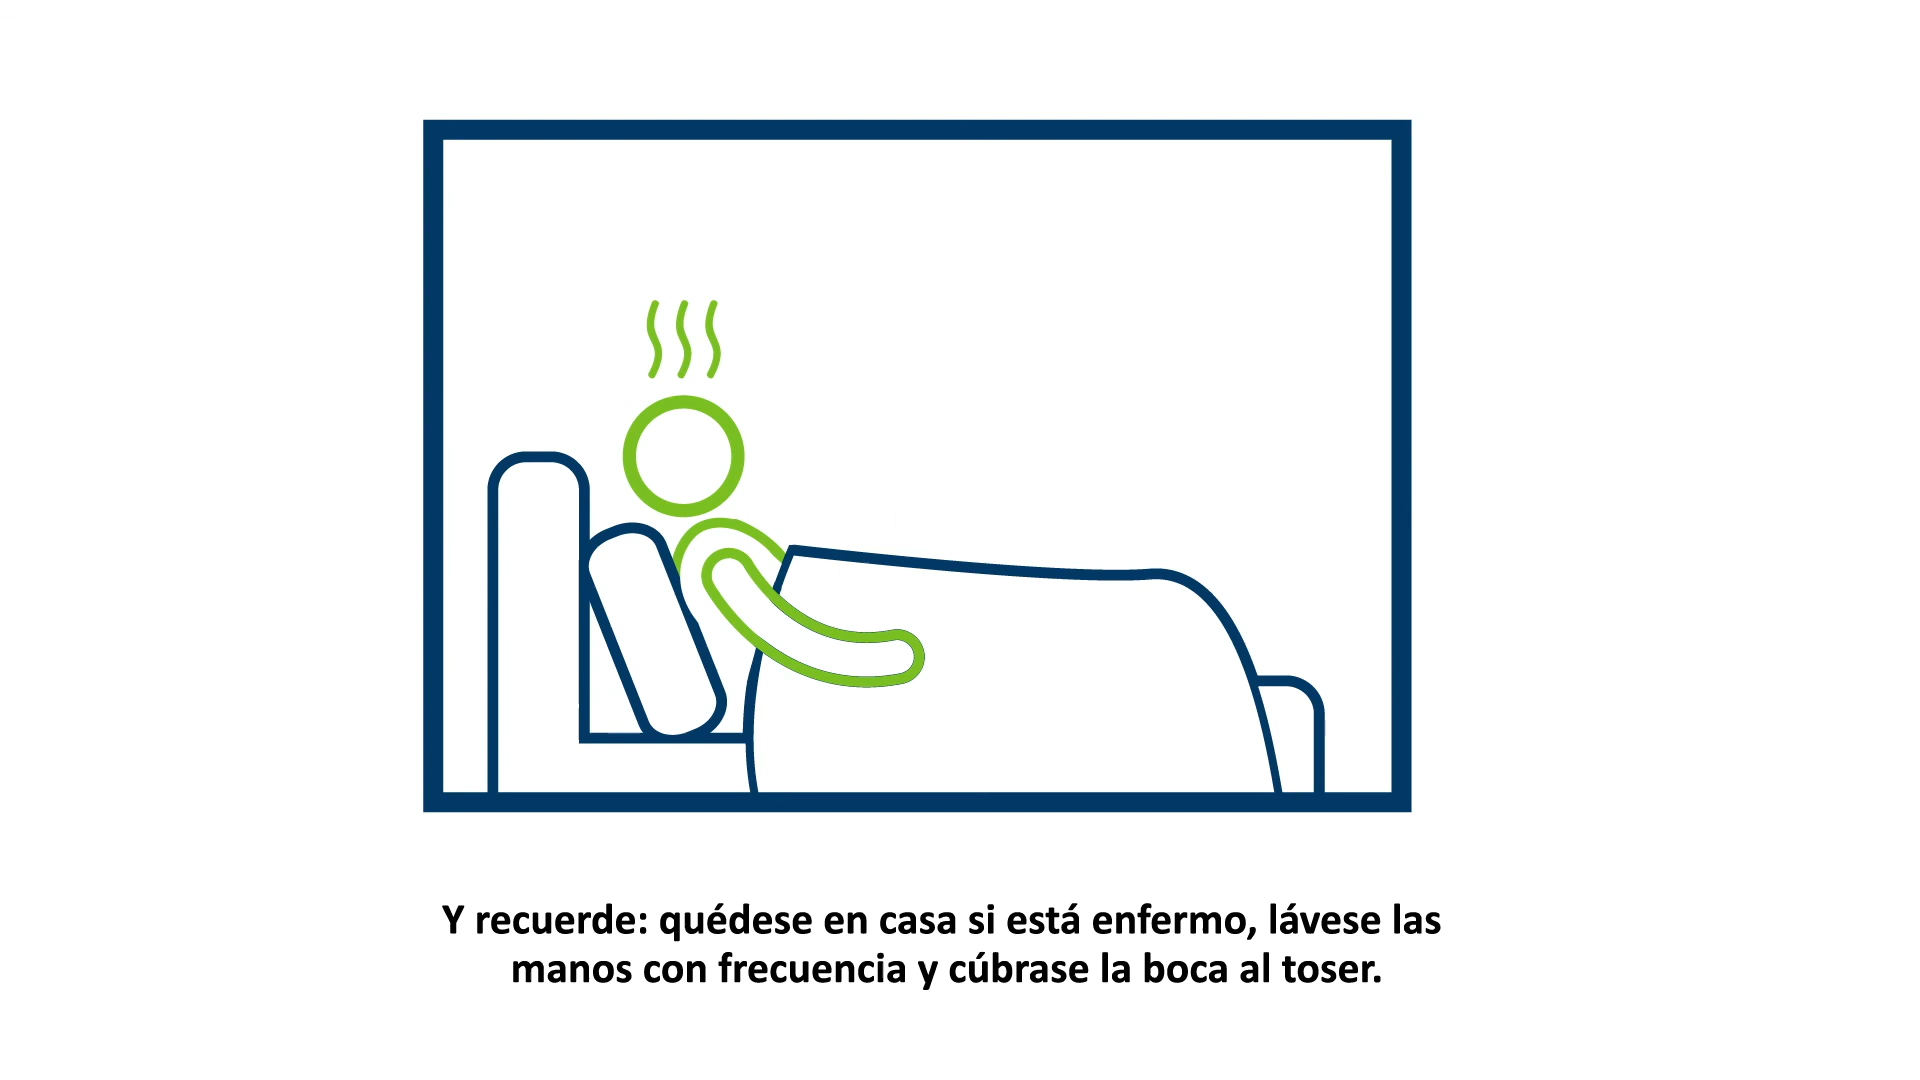 Y recuerde: quédese en casa si está enfermo, lávese las
manos con frecuencia y cúbrase la boca al toser.